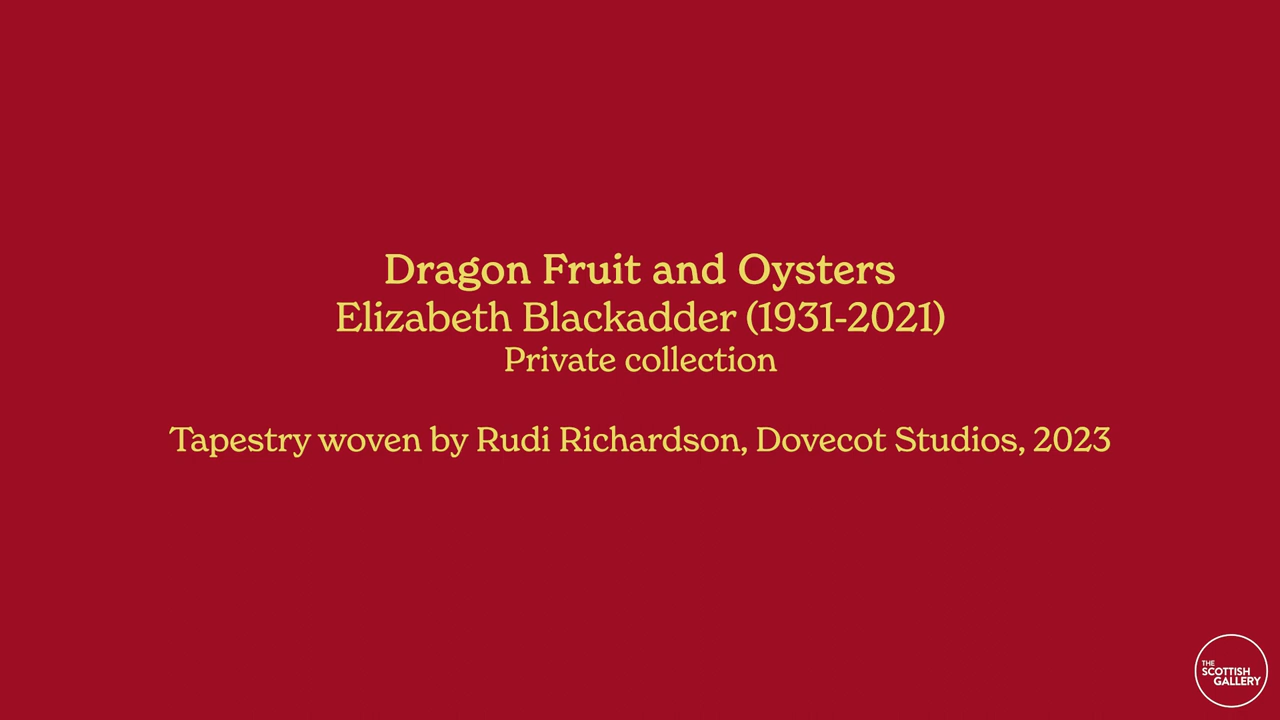 Dragon Fruit and Oysters
Elizabeth Blackadder (1931-2021)
Private collection
Tapestry woven by Rudi Richardson, Dovecot Studios, 2023
THE
SCOTTISH
GALLERY